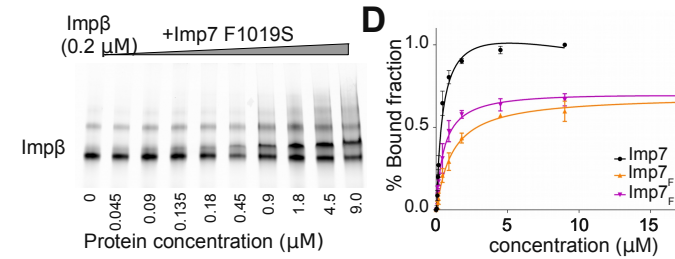 Impβ
(0.2 μM)
+Imp7 F1019S
Impβ
0 0.045 0.09 0.135 0.18 0.45 0.9 1.8 4.5 9.0
Protein concentration (μM)
D
% Bound fraction
1.0
0.5
0.0
0 5 10 15
concentration (μM)
Imp7
Imp7F
Imp7F